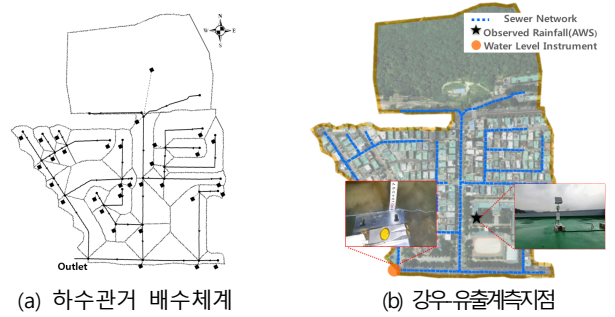 N
W
E
S
Sewer Network
Observed Rainfall(AWS)
Water Level Instrument
Outlet
(a) 하수관거 배수체계
(b) 강우-유출계측지점